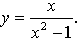 y = x / (x² − 1).